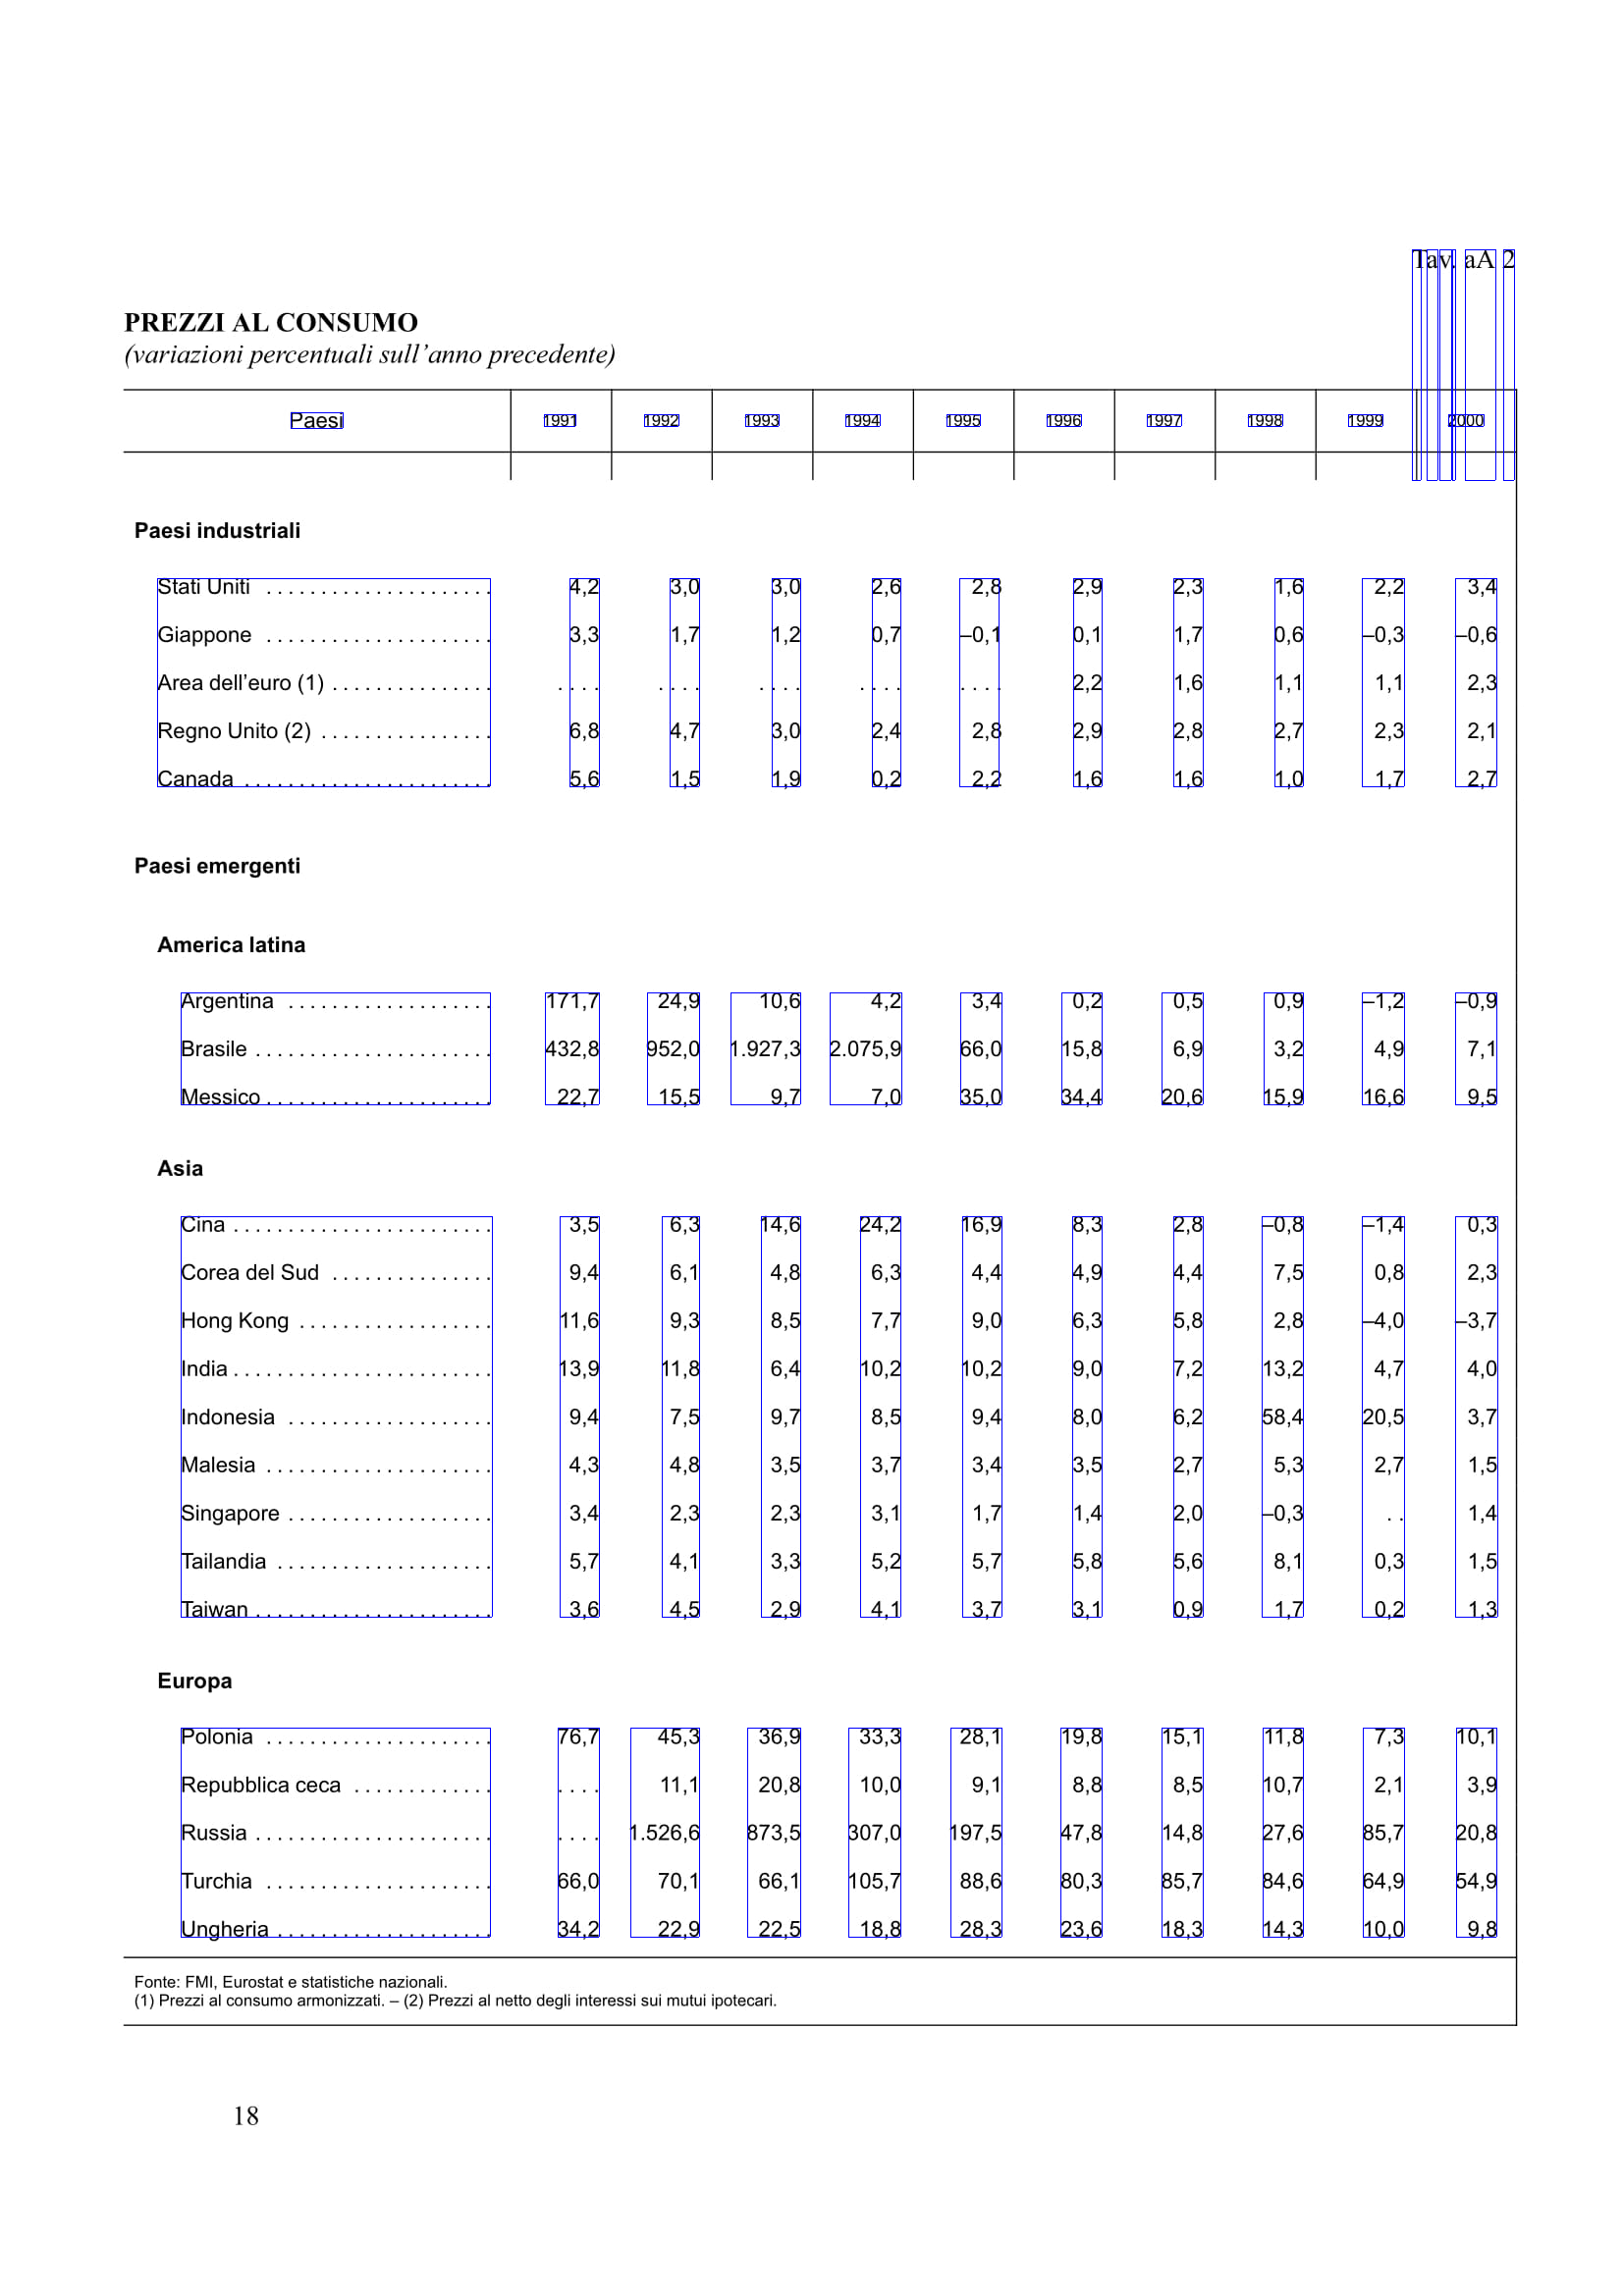 Tav. aA 2
PREZZI AL CONSUMO
(variazioni percentuali sull’anno precedente)
Paesi 1991 1992 1993 1994 1995 1996 1997 1998 1999 2000
Paesi industriali
Stati Uniti . . . . . . . . . . . . . . . . . . . . . 4,2 3,0 3,0 2,6 2,8 2,9 2,3 1,6 2,2 3,4
Giappone . . . . . . . . . . . . . . . . . . . . . 3,3 1,7 1,2 0,7 –0,1 0,1 1,7 0,6 –0,3 –0,6
Area dell’euro (1) . . . . . . . . . . . . . . . . . . . . . . . . . . . . . . . . . . . 2,2 1,6 1,1 1,1 2,3
Regno Unito (2) . . . . . . . . . . . . . . . . 6,8 4,7 3,0 2,4 2,8 2,9 2,8 2,7 2,3 2,1
Canada . . . . . . . . . . . . . . . . . . . . . . . 5,6 1,5 1,9 0,2 2,2 1,6 1,6 1,0 1,7 2,7
Paesi emergenti
America latina
Argentina . . . . . . . . . . . . . . . . . . . 171,7 24,9 10,6 4,2 3,4 0,2 0,5 0,9 –1,2 –0,9
Brasile . . . . . . . . . . . . . . . . . . . . . . 432,8 952,0 1.927,3 2.075,9 66,0 15,8 6,9 3,2 4,9 7,1
Messico . . . . . . . . . . . . . . . . . . . . . 22,7 15,5 9,7 7,0 35,0 34,4 20,6 15,9 16,6 9,5
Asia
Cina . . . . . . . . . . . . . . . . . . . . . . . . 3,5 6,3 14,6 24,2 16,9 8,3 2,8 –0,8 –1,4 0,3
Corea del Sud . . . . . . . . . . . . . . . 9,4 6,1 4,8 6,3 4,4 4,9 4,4 7,5 0,8 2,3
Hong Kong . . . . . . . . . . . . . . . . . . 11,6 9,3 8,5 7,7 9,0 6,3 5,8 2,8 –4,0 –3,7
India . . . . . . . . . . . . . . . . . . . . . . . . 13,9 11,8 6,4 10,2 10,2 9,0 7,2 13,2 4,7 4,0
Indonesia . . . . . . . . . . . . . . . . . . . 9,4 7,5 9,7 8,5 9,4 8,0 6,2 58,4 20,5 3,7
Malesia . . . . . . . . . . . . . . . . . . . . . 4,3 4,8 3,5 3,7 3,4 3,5 2,7 5,3 2,7 1,5
Singapore . . . . . . . . . . . . . . . . . . . 3,4 2,3 2,3 3,1 1,7 1,4 2,0 –0,3 . . 1,4
Tailandia . . . . . . . . . . . . . . . . . . . . 5,7 4,1 3,3 5,2 5,7 5,8 5,6 8,1 0,3 1,5
Taiwan . . . . . . . . . . . . . . . . . . . . . . 3,6 4,5 2,9 4,1 3,7 3,1 0,9 1,7 0,2 1,3
Europa
Polonia . . . . . . . . . . . . . . . . . . . . . 76,7 45,3 36,9 33,3 28,1 19,8 15,1 11,8 7,3 10,1
Repubblica ceca . . . . . . . . . . . . . . . . . 11,1 20,8 10,0 9,1 8,8 8,5 10,7 2,1 3,9
Russia . . . . . . . . . . . . . . . . . . . . . . . . . . 1.526,6 873,5 307,0 197,5 47,8 14,8 27,6 85,7 20,8
Turchia . . . . . . . . . . . . . . . . . . . . . 66,0 70,1 66,1 105,7 88,6 80,3 85,7 84,6 64,9 54,9
Ungheria . . . . . . . . . . . . . . . . . . . . 34,2 22,9 22,5 18,8 28,3 23,6 18,3 14,3 10,0 9,8
Fonte: FMI, Eurostat e statistiche nazionali.
(1) Prezzi al consumo armonizzati. – (2) Prezzi al netto degli interessi sui mutui ipotecari.
18